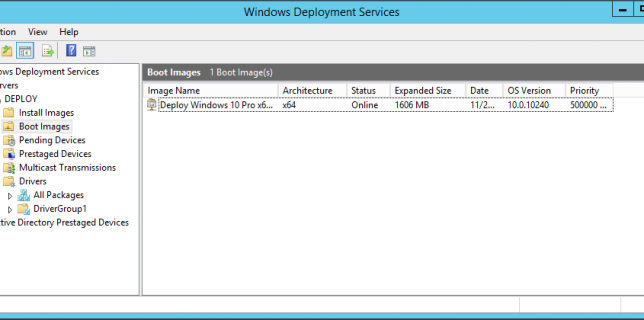 Windows Deployment Services
tion View Help
ows Deployment Services
rvers
DEPLOY
Install Images
Boot Images
Pending Devices
Prestaged Devices
Multicast Transmissions
Drivers
All Packages
DriverGroup1
tive Directory Prestaged Devices
Boot Images 1 Boot Image(s)
Image Name Architecture Status Expanded Size Date OS Version Priority
Deploy Windows 10 Pro x6... x64 Online 1606 MB 11/2... 10.0.10240 500000 ...